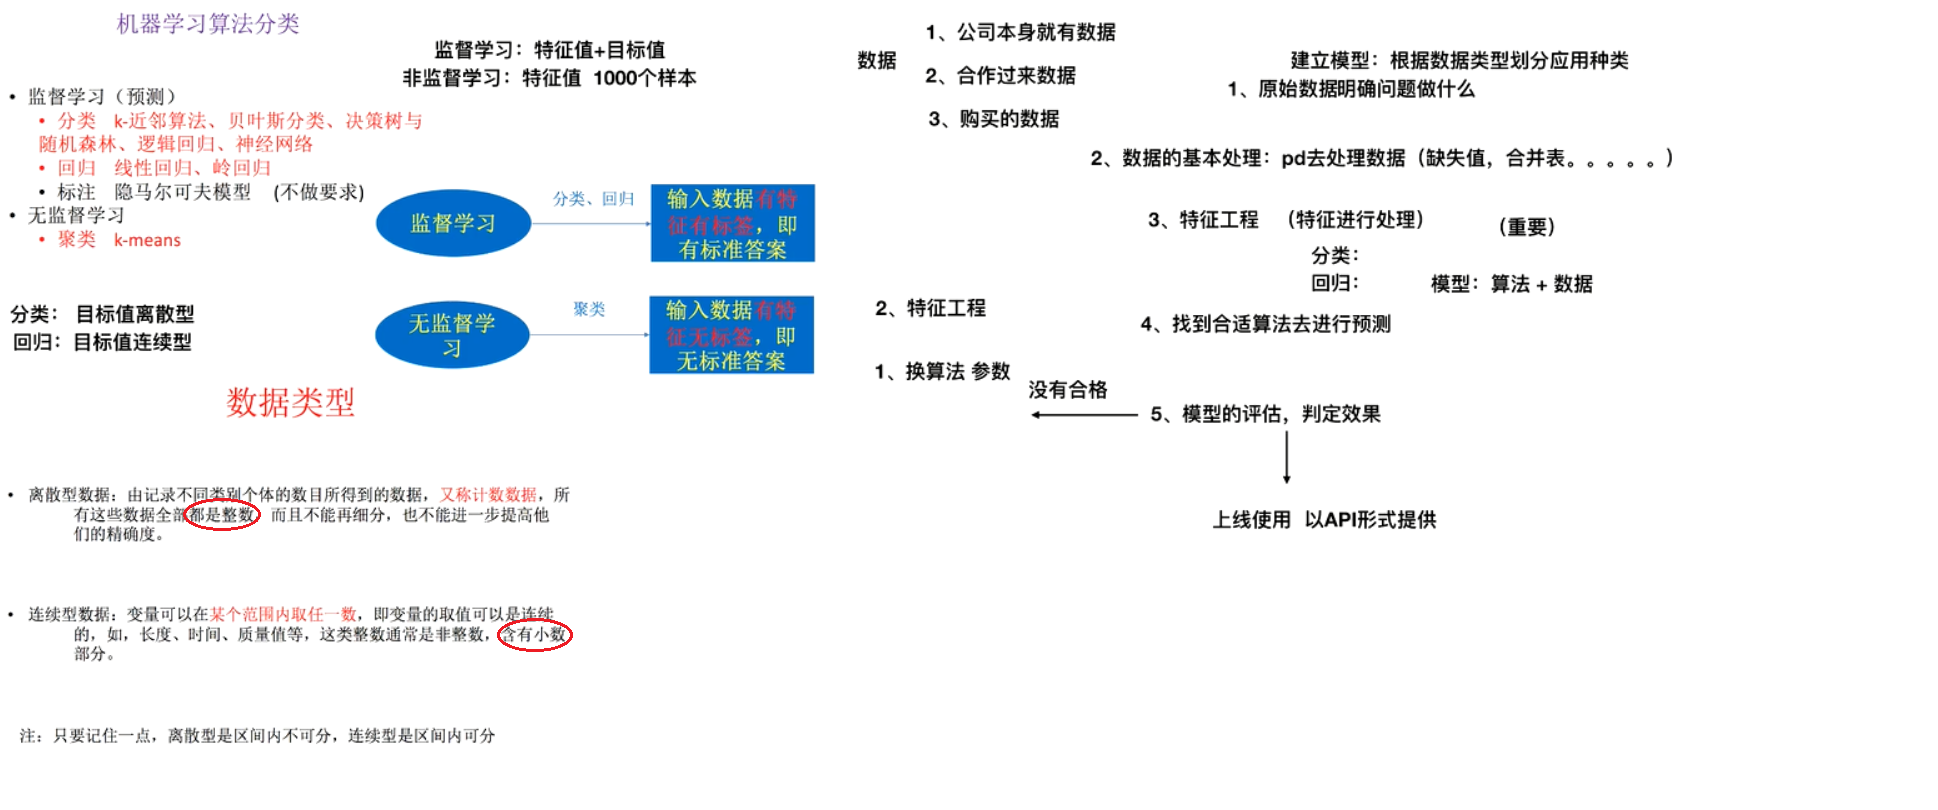 机器学习算法分类
监督学习：特征值+目标值
非监督学习：特征值 1000个样本
• 监督学习（预测）
• 分类 k-近邻算法、贝叶斯分类、决策树与
随机森林、逻辑回归、神经网络
• 回归 线性回归、岭回归
• 标注 隐马尔可夫模型 (不做要求)
• 无监督学习
• 聚类 k-means
监督学习
分类、回归
输入数据有特
征有标签，即
有标准答案
无监督学
习
聚类
输入数据有特
征无标签，即
无标准答案
分类： 目标值离散型
回归：目标值连续型
数据类型
• 离散型数据：由记录不同类别个体的数目所得到的数据，又称计数数据，所
有这些数据全部都是整数 而且不能再细分，也不能进一步提高他
们的精确度。
• 连续型数据：变量可以在某个范围内取任一数，即变量的取值可以是连续
的，如，长度、时间、质量值等，这类整数通常是非整数，含有小数
部分。
注：只要记住一点，离散型是区间内不可分，连续型是区间内可分
数据
1、公司本身就有数据
2、合作过来数据
3、购买的数据
建立模型：根据数据类型划分应用种类
1、原始数据明确问题做什么
2、数据的基本处理：pd去处理数据（缺失值，合并表。。。。。）
3、特征工程 （特征进行处理） （重要）
分类：
回归： 模型：算法 + 数据
4、找到合适算法去进行预测
2、特征工程
1、换算法 参数
没有合格
5、模型的评估，判定效果
上线使用 以API形式提供